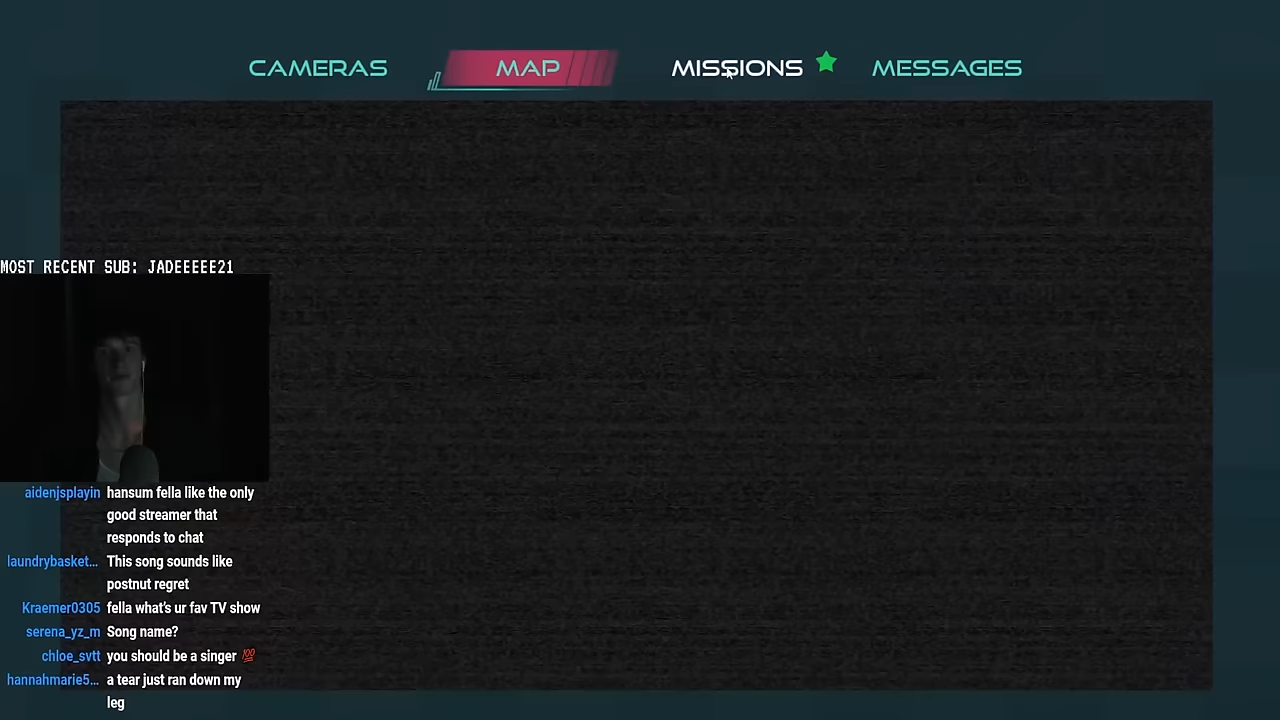 CAMERAS MAP MISSIONS MESSAGES
MOST RECENT SUB: JADEEEEE21
aidenjsplayin hansum fella like the only
good streamer that
responds to chat
laundrybasket... This song sounds like
postnut regret
Kraemer0305 fella what's ur fav TV show
serena_yz_m Song name?
chloe_svtt you should be a singer 💯
hannahmarie5... a tear just ran down my
leg